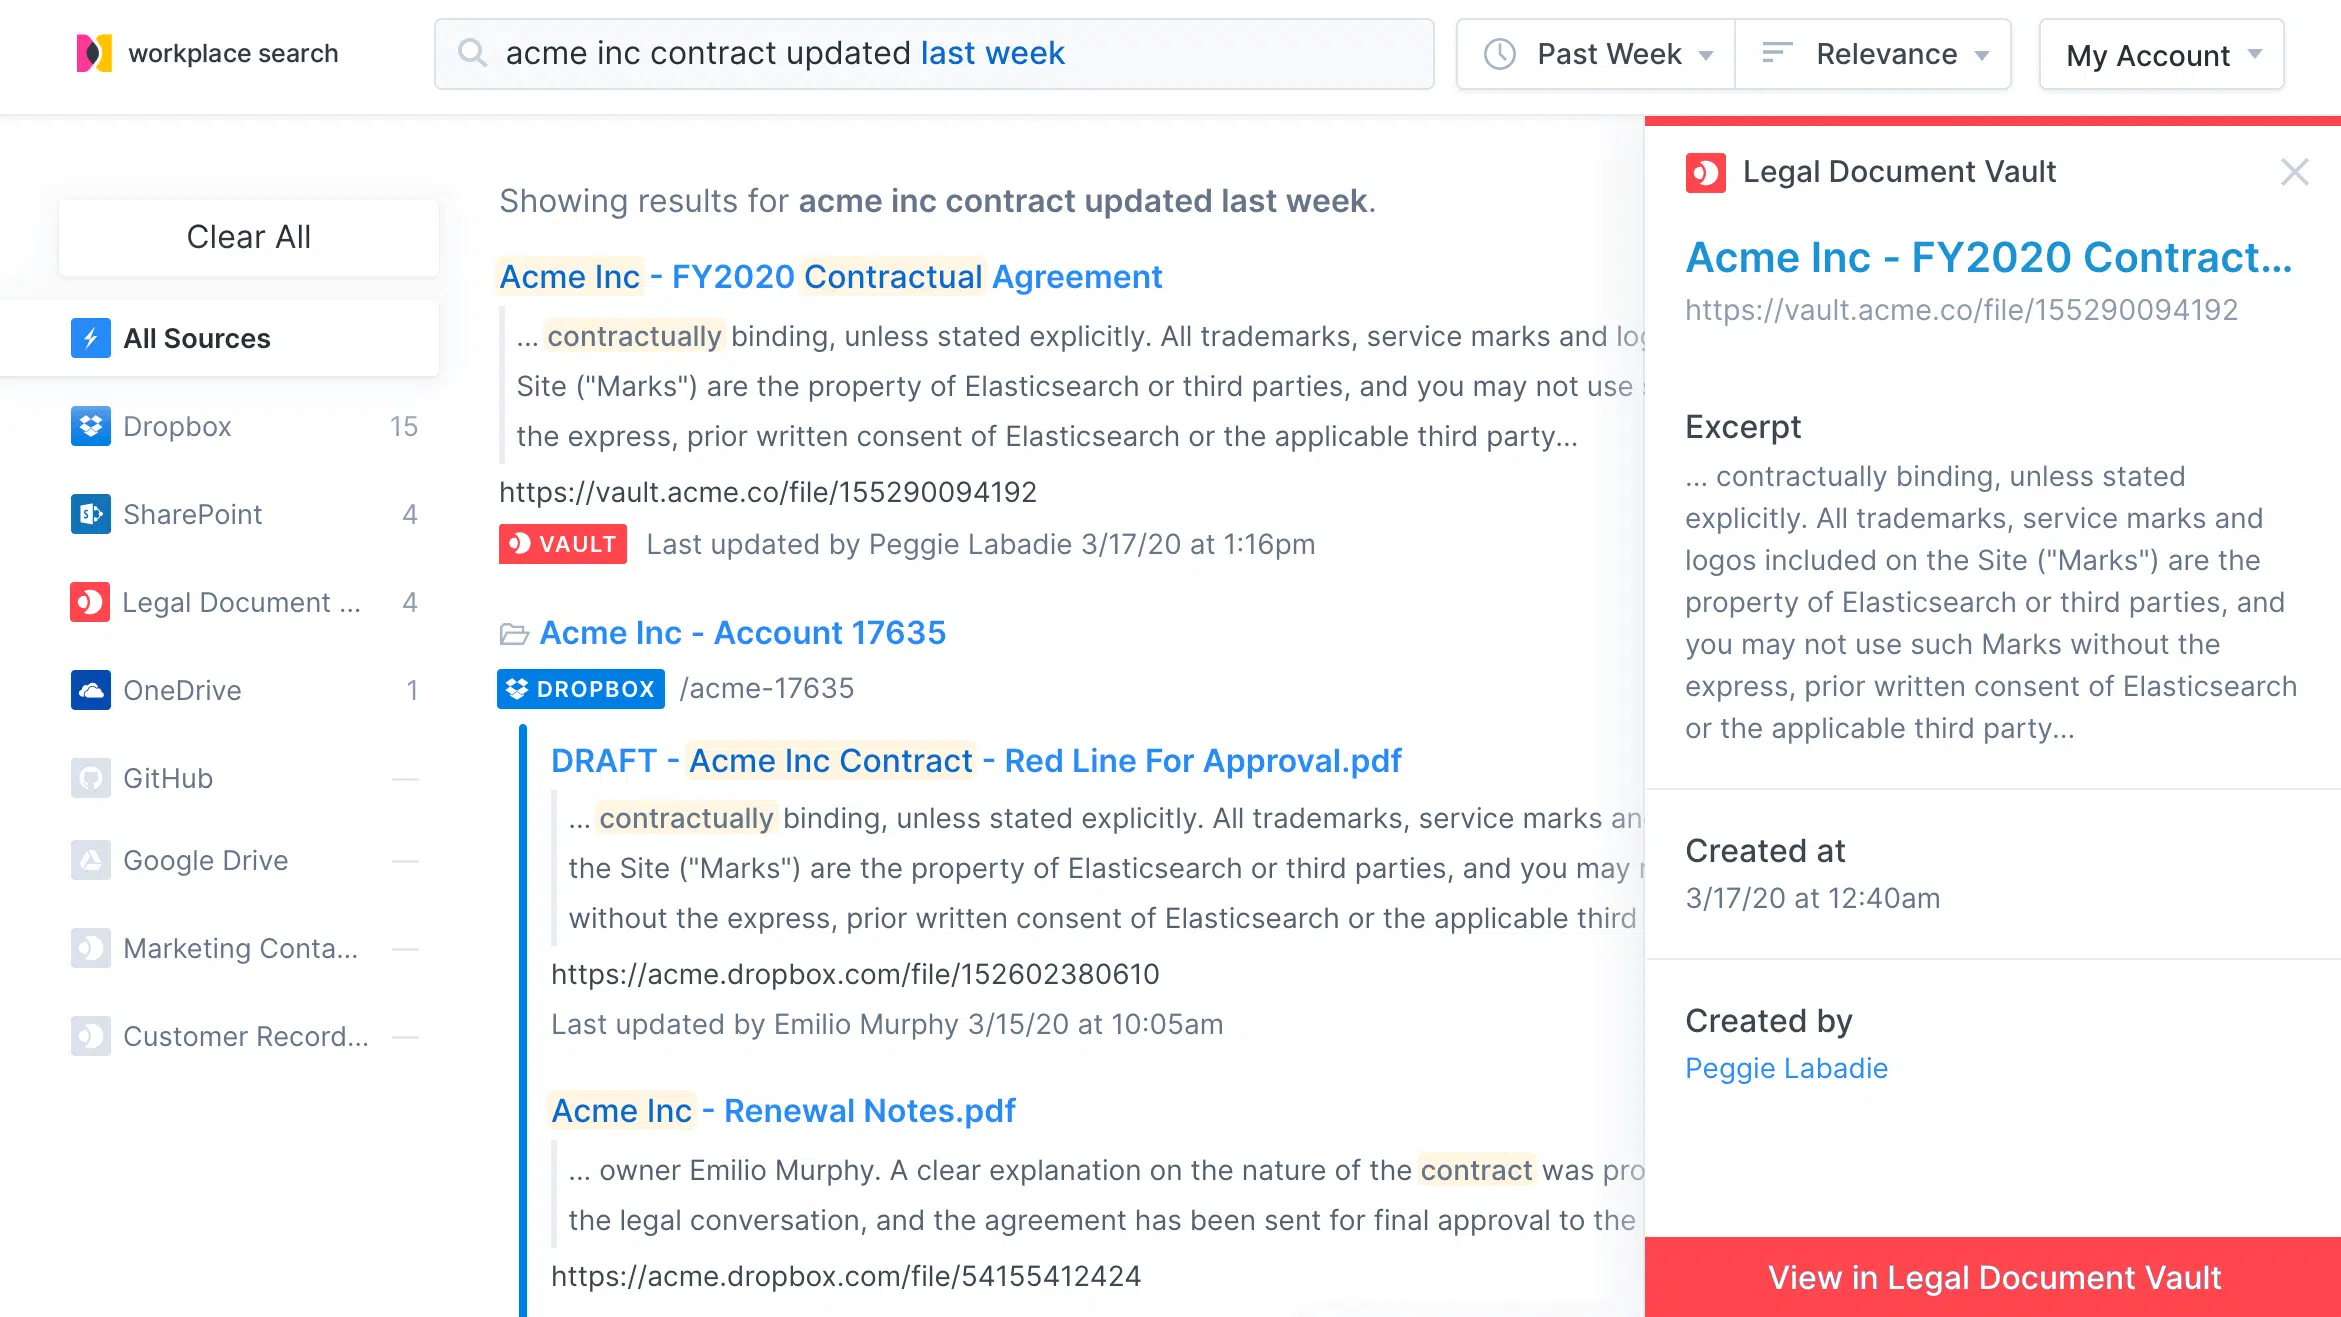 workplace search
acme inc contract updated last week
Past Week
Relevance
My Account
Clear All
All Sources
Dropbox 15
SharePoint 4
Legal Document ... 4
OneDrive 1
GitHub —
Google Drive —
Marketing Conta... —
Customer Record... —
Showing results for acme inc contract updated last week.
Acme Inc - FY2020 Contractual Agreement
... contractually binding, unless stated explicitly. All trademarks, service marks and
Site ("Marks") are the property of Elasticsearch or third parties, and you may not use
the express, prior written consent of Elasticsearch or the applicable third party...
https://vault.acme.co/file/155290094192
VAULT Last updated by Peggie Labadie 3/17/20 at 1:16pm
Acme Inc - Account 17635
DROPBOX /acme-17635
DRAFT - Acme Inc Contract - Red Line For Approval.pdf
... contractually binding, unless stated explicitly. All trademarks, service marks
the Site ("Marks") are the property of Elasticsearch or third parties, and you may
without the express, prior written consent of Elasticsearch or the applicable third
https://acme.dropbox.com/file/152602380610
Last updated by Emilio Murphy 3/15/20 at 10:05am
Acme Inc - Renewal Notes.pdf
... owner Emilio Murphy. A clear explanation on the nature of the contract was
the legal conversation, and the agreement has been sent for final approval to the
https://acme.dropbox.com/file/54155412424
Legal Document Vault
Acme Inc - FY2020 Contract...
https://vault.acme.co/file/155290094192
Excerpt
... contractually binding, unless stated
explicitly. All trademarks, service marks and
logos included on the Site ("Marks") are the
property of Elasticsearch or third parties, and
you may not use such Marks without the
express, prior written consent of Elasticsearch
or the applicable third party...
Created at
3/17/20 at 12:40am
Created by
Peggie Labadie
View in Legal Document Vault